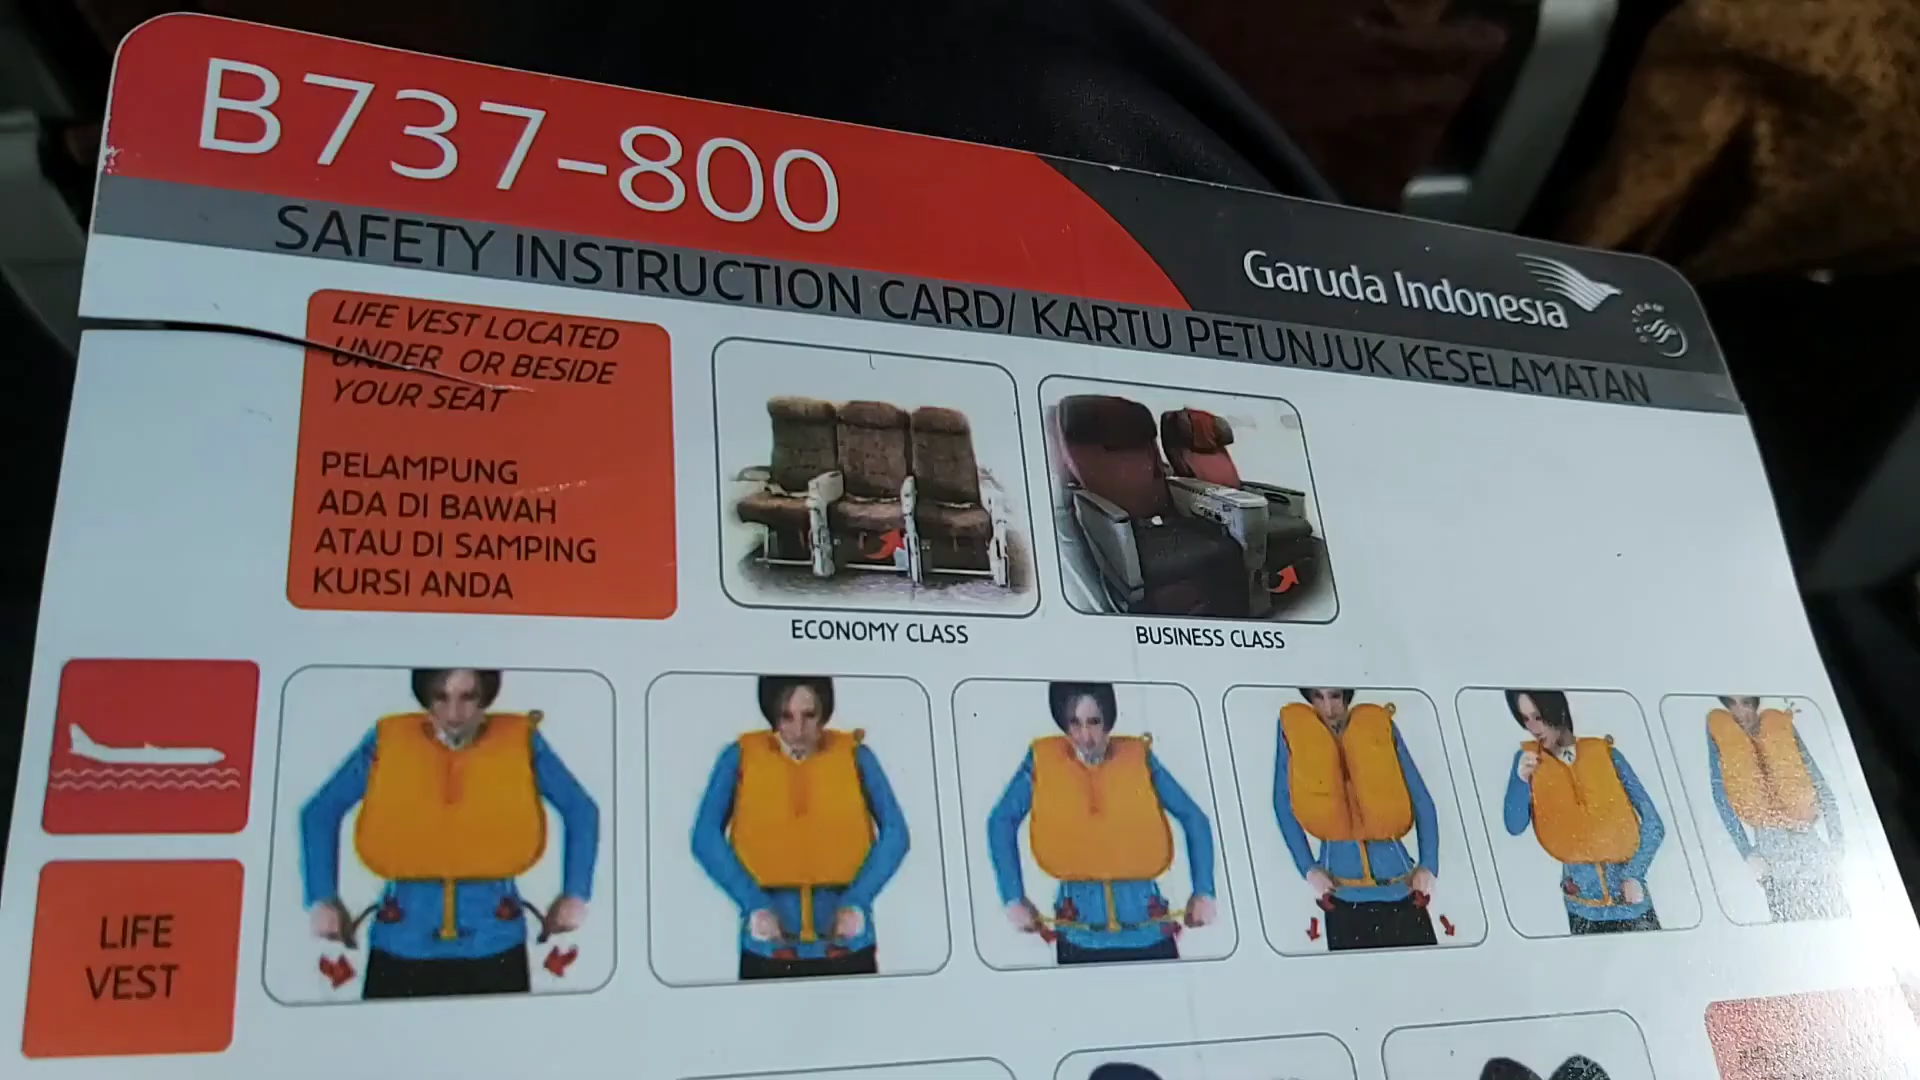 B737-800
Garuda Indonesia
SAFETY INSTRUCTION CARD/ KARTU PETUNJUK KESELAMATAN
LIFE VEST LOCATED
UNDER OR BESIDE
YOUR SEAT
PELAMPUNG
ADA DI BAWAH
ATAU DI SAMPING
KURSI ANDA
ECONOMY CLASS
BUSINESS CLASS
LIFE
VEST